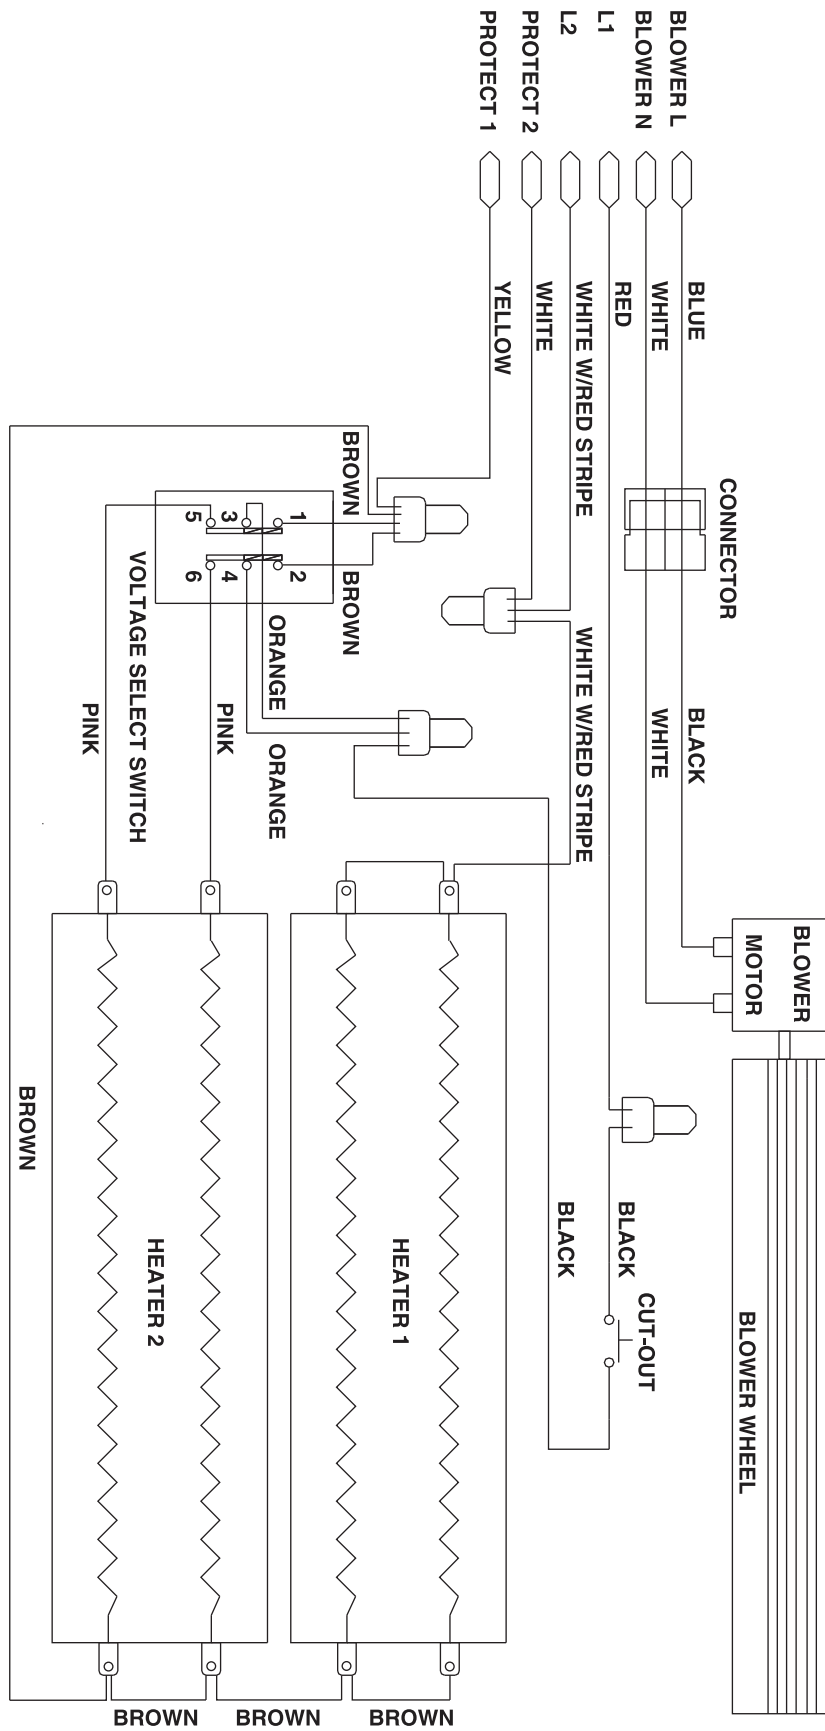 BLOWER L
BLOWER N
L1
L2
PROTECT 2
PROTECT 1
BLUE
WHITE
RED
WHITE W/RED STRIPE
WHITE
YELLOW
CONNECTOR
BROWN
1
3
5
2
4
6
BROWN
VOLTAGE SELECT SWITCH
ORANGE
ORANGE
PINK
PINK
WHITE W/RED STRIPE
BLACK
WHITE
BLOWER
MOTOR
BLOWER WHEEL
BLACK
BLACK
CUT-OUT
HEATER 1
HEATER 2
BROWN
BROWN
BROWN
BROWN